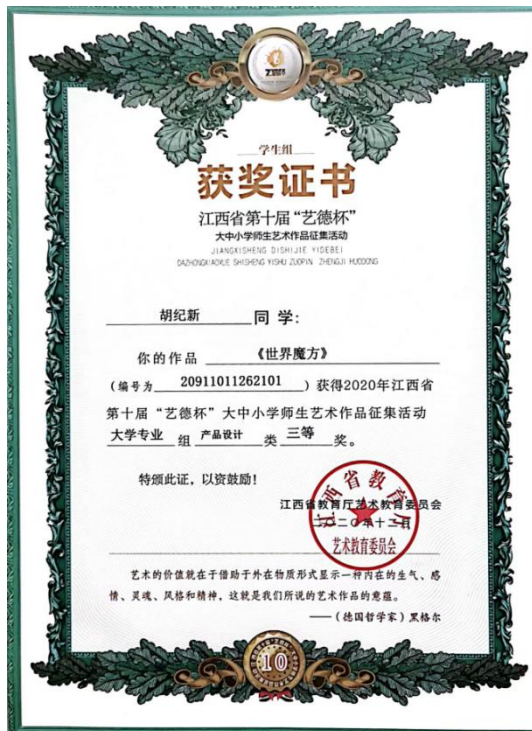 艺德杯
学生组
获奖证书
江西省第十届“艺德杯”
大中小学师生艺术作品征集活动
JIANGXISHENG DISHIJIE YIDEBEI
DAZHONGXIAOXUE SHISHENG YISHU ZUOPIN ZHENGJI HUODONG
胡纪新 同学:
你的作品 《世界魔方》
(编号为 20911011262101 )获得2020年江西省
第十届“艺德杯”大中小学师生艺术作品征集活动
大学专业 组 产品设计 类 三等 奖。
特颁此证,以资鼓励!
江西省教育厅艺术教育委员会
二〇二〇年十二月
江西省教育厅
艺术教育委员会
艺术的价值就在于借助于外在物质形式显示一种内在的生气、感
情、灵魂、风格和精神,这就是我们所说的艺术作品的意蕴。
——(德国哲学家)黑格尔
10